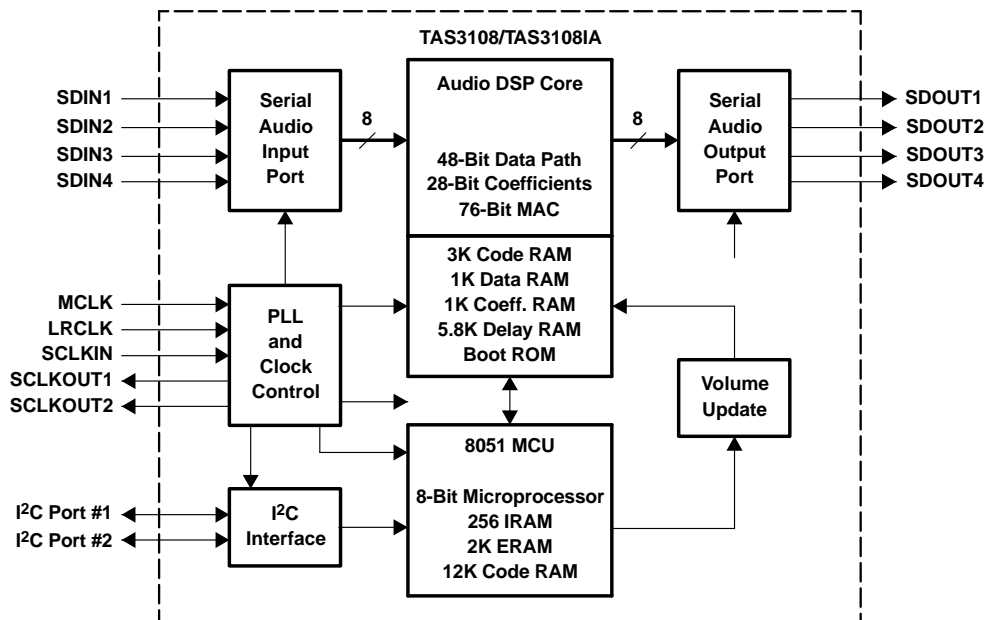 TAS3108/TAS3108IA
SDIN1
SDIN2
SDIN3
SDIN4
Serial
Audio
Input
Port
8
Audio DSP Core
48-Bit Data Path
28-Bit Coefficients
76-Bit MAC
8
Serial
Audio
Output
Port
SDOUT1
SDOUT2
SDOUT3
SDOUT4
3K Code RAM
1K Data RAM
1K Coeff. RAM
5.8K Delay RAM
Boot ROM
MCLK
LRCLK
SCLKIN
SCLKOUT1
SCLKOUT2
PLL
and
Clock
Control
Volume
Update
8051 MCU
8-Bit Microprocessor
256 IRAM
2K ERAM
12K Code RAM
I²C Port #1
I²C Port #2
I²C
Interface